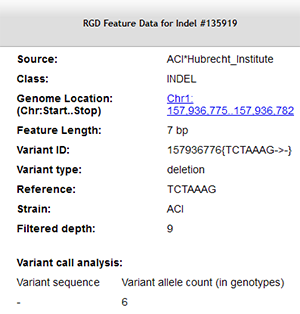 RGD Feature Data for Indel #135919
Source: ACI*Hubrecht_Institute
Class: INDEL
Genome Location: Chr1:
(Chr:Start..Stop) 157,936,775..157,936,782
Feature Length: 7 bp
Variant ID: 157936776{TCTAAAG->-}
Variant type: deletion
Reference: TCTAAAG
Strain: ACI
Filtered depth: 9
Variant call analysis:
Variant sequence Variant allele count (in genotypes)
- 6